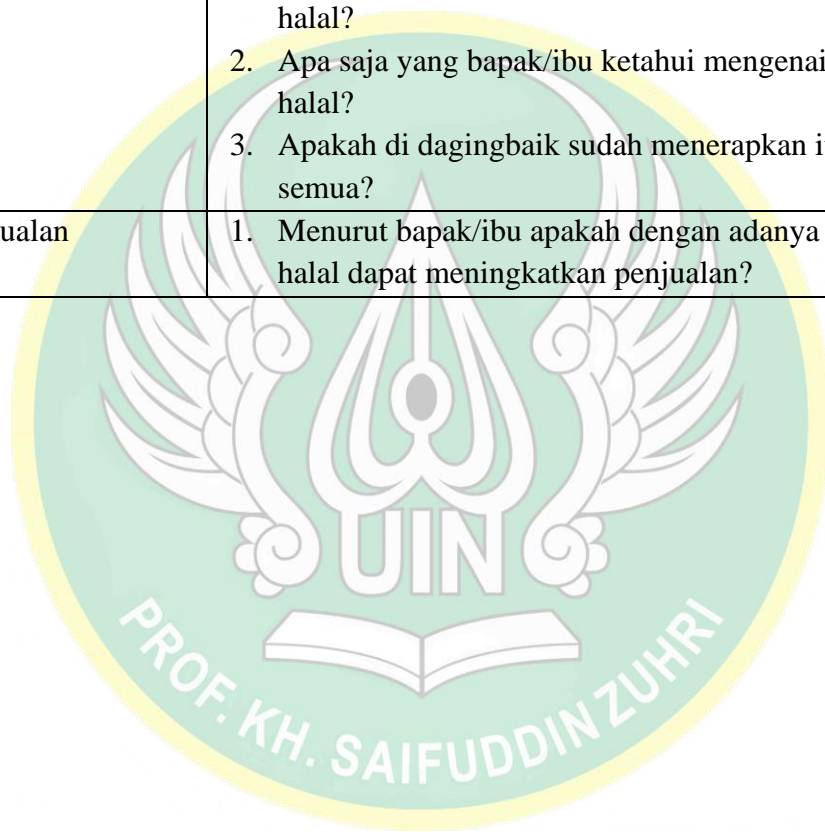 halal?
2. Apa saja yang bapak/ibu ketahui mengenai
halal?
3. Apakah di dagingbaik sudah menerapkan i
semua?
ualan
1. Menurut bapak/ibu apakah dengan adanya
halal dapat meningkatkan penjualan?
UIN
PROF. KH. SAIFUDDIN ZUHRI